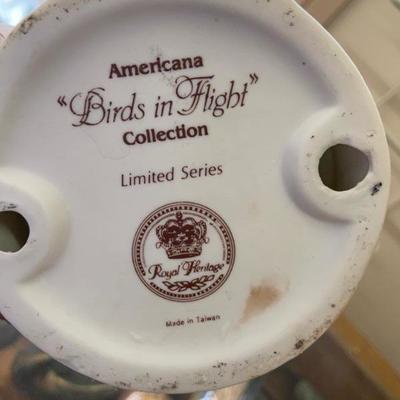 Americana
"Birds in Flight"
Collection
Limited Series
Royal Heritage
Made in Taiwan